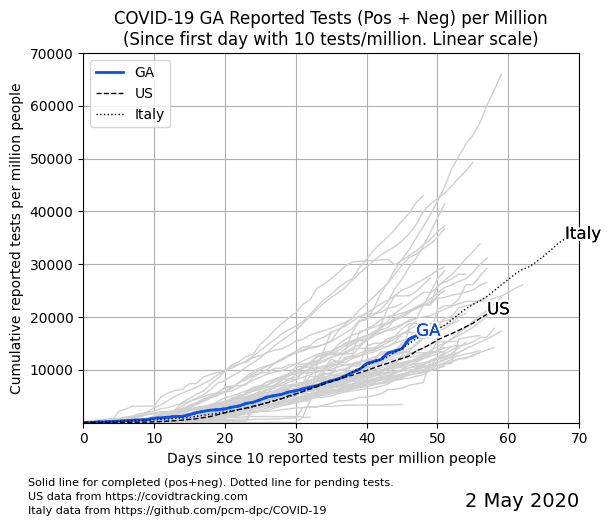 COVID-19 GA Reported Tests (Pos + Neg) per Million
(Since first day with 10 tests/million. Linear scale)
Cumulative reported tests per million people
70000
60000
50000
40000
30000
20000
10000
GA
US
Italy
Italy
US
GA
0 10 20 30 40 50 60 70
Days since 10 reported tests per million people
Solid line for completed (pos+neg). Dotted line for pending tests.
US data from https://covidtracking.com
Italy data from https://github.com/pcm-dpc/COVID-19
2 May 2020